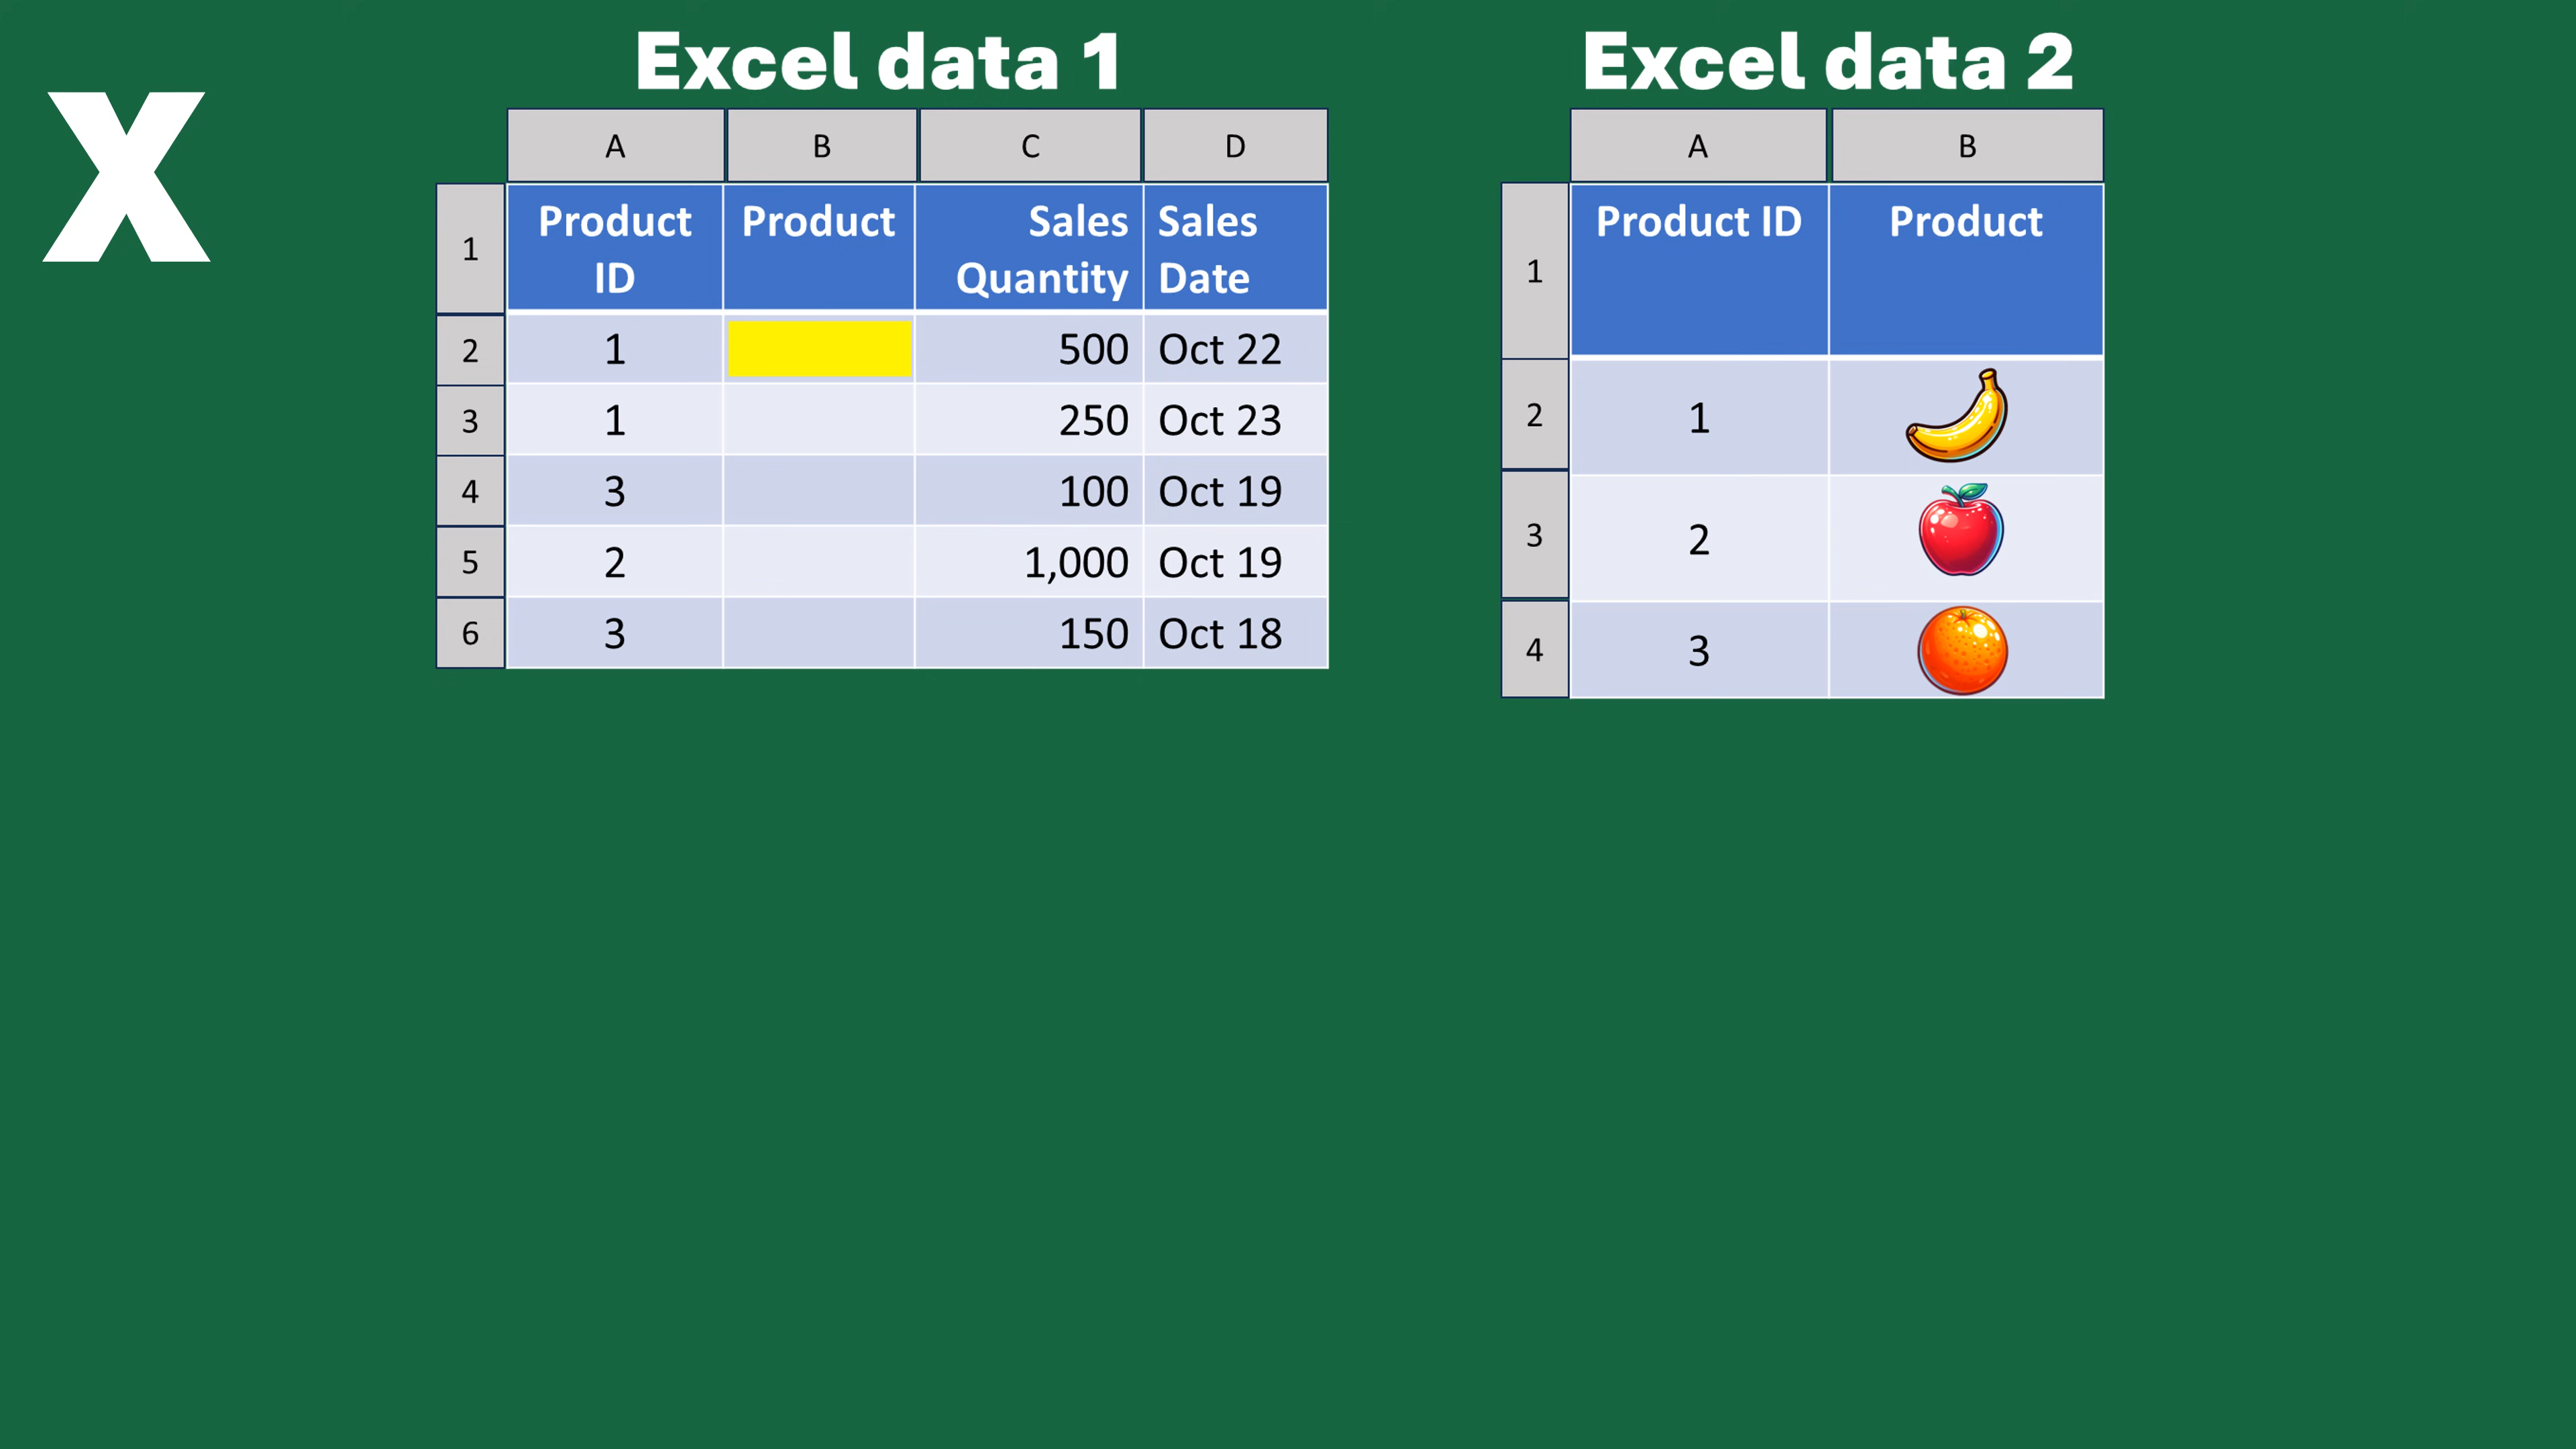 X
Excel data 1
A B C D
1 Product ID Product Sales Quantity Sales Date
2 1 500 Oct 22
3 1 250 Oct 23
4 3 100 Oct 19
5 2 1,000 Oct 19
6 3 150 Oct 18
Excel data 2
A B
1 Product ID Product
2 1
3 2
4 3